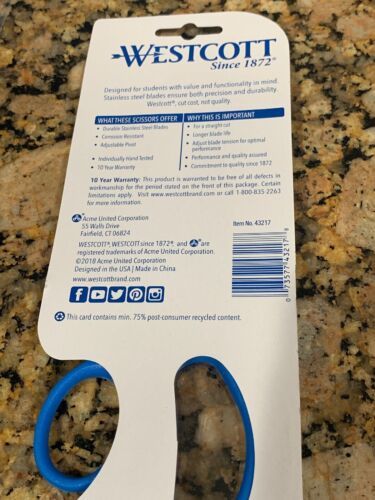 WESTCOTT®
Since 1872®
Designed for students with value and functionality in mind.
Stainless steel blades ensure both precision and durability.
Westcott®, cut cost, not quality.
WHAT THESE SCISSORS OFFER
• Durable Stainless Steel Blades
• Corrosion Resistant
• Adjustable Pivot
• Individually Hand Tested
• 10 Year Warranty
WHY THIS IS IMPORTANT
• For a straight cut
• Longer blade life
• Adjust blade tension for optimal
performance
• Performance and quality assured
• Commitment to quality since 1872
10 Year Warranty: This product is warranted to be free of all defects in
workmanship for the period stated on the front of this package. Certain
limitations apply. Visit www.westcottbrand.com or call 1-800-835-2263
for more information.
Acme United Corporation
55 Walls Drive
Fairfield, CT 06824
Item No. 43217
WESTCOTT®, WESTCOTT since 1872®, and ® are
registered trademarks of Acme United Corporation.
©2018 Acme United Corporation
Designed in the USA | Made in China
www.westcottbrand.com
This card contains min. 75% post-consumer recycled content.
0 73577 43217 8